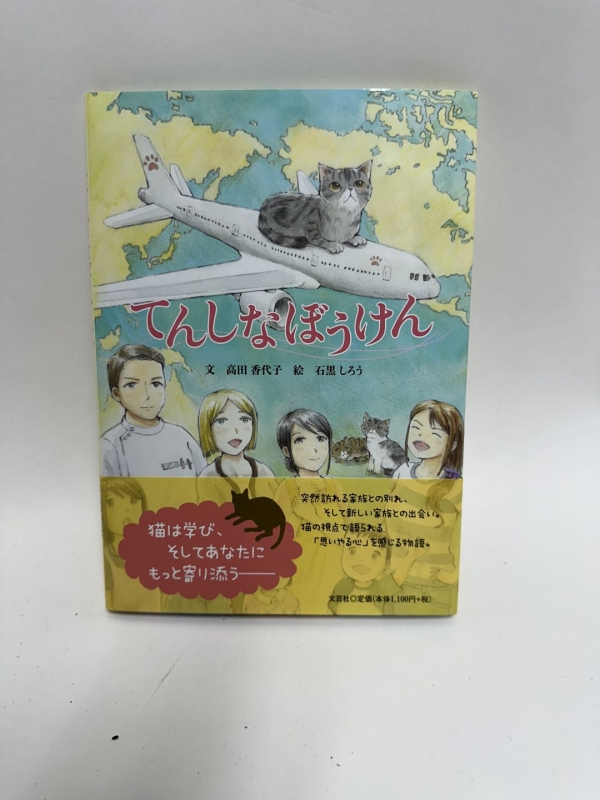 てんしなぼうけん
文 高田 香代子 絵 石黒 しろう
猫は学び、
そしてあなたに
もっと寄り添う――
突然訪れる家族との別れ、
そして新しい家族との出会い。
猫の視点で語られる
「思いやる心」を感じる物語。
文芸社◎定価(本体1,100円+税)